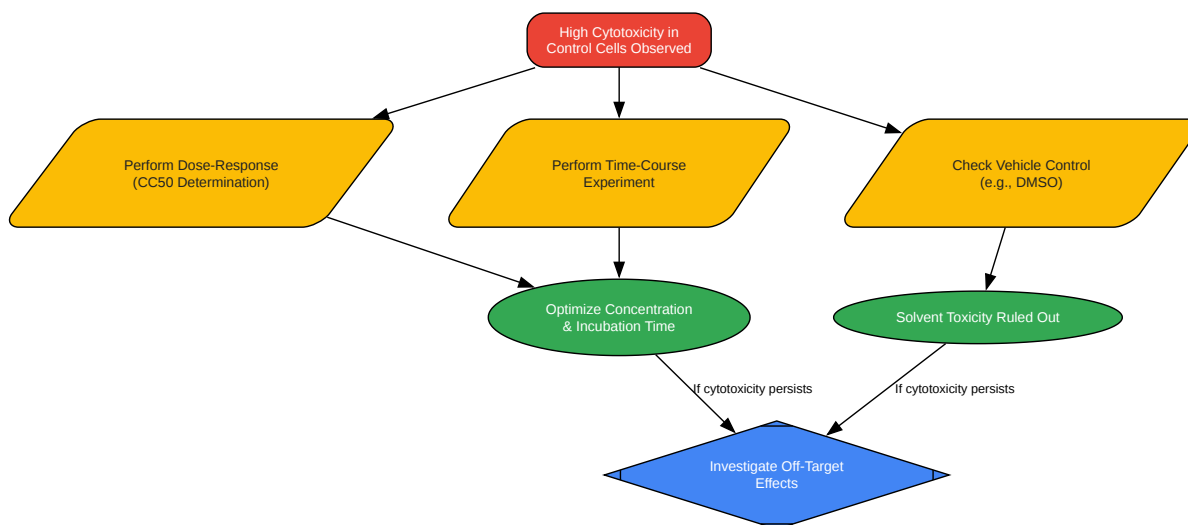 High Cytotoxicity in
Control Cells Observed
Perform Dose-Response
(CC50 Determination)
Perform Time-Course
Experiment
Check Vehicle Control
(e.g., DMSO)
Optimize Concentration
& Incubation Time
Solvent Toxicity Ruled Out
If cytotoxicity persists
If cytotoxicity persists
Investigate Off-Target
Effects